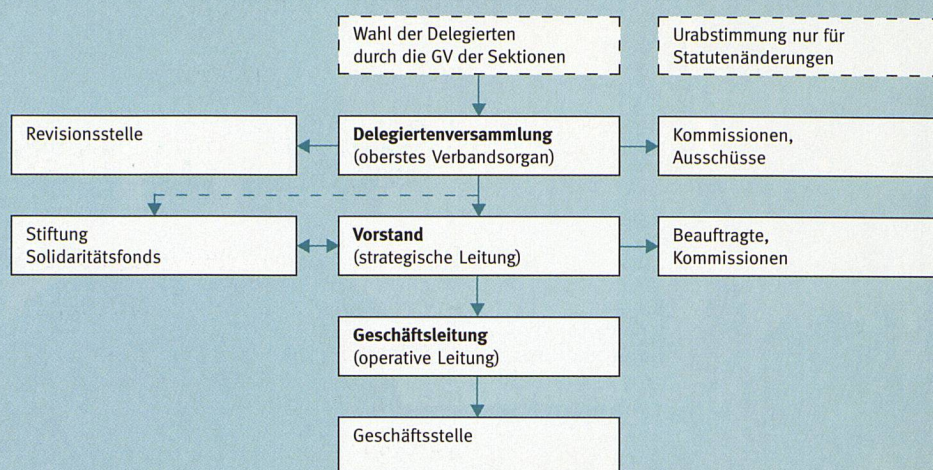 Wahl der Delegierten
durch die GV der Sektionen
Urabstimmung nur für
Statutenänderungen
Revisionsstelle
Delegiertenversammlung
(oberstes Verbandsorgan)
Kommissionen,
Ausschüsse
Stiftung
Solidaritätsfonds
Vorstand
(strategische Leitung)
Beauftragte,
Kommissionen
Geschäftsleitung
(operative Leitung)
Geschäftsstelle